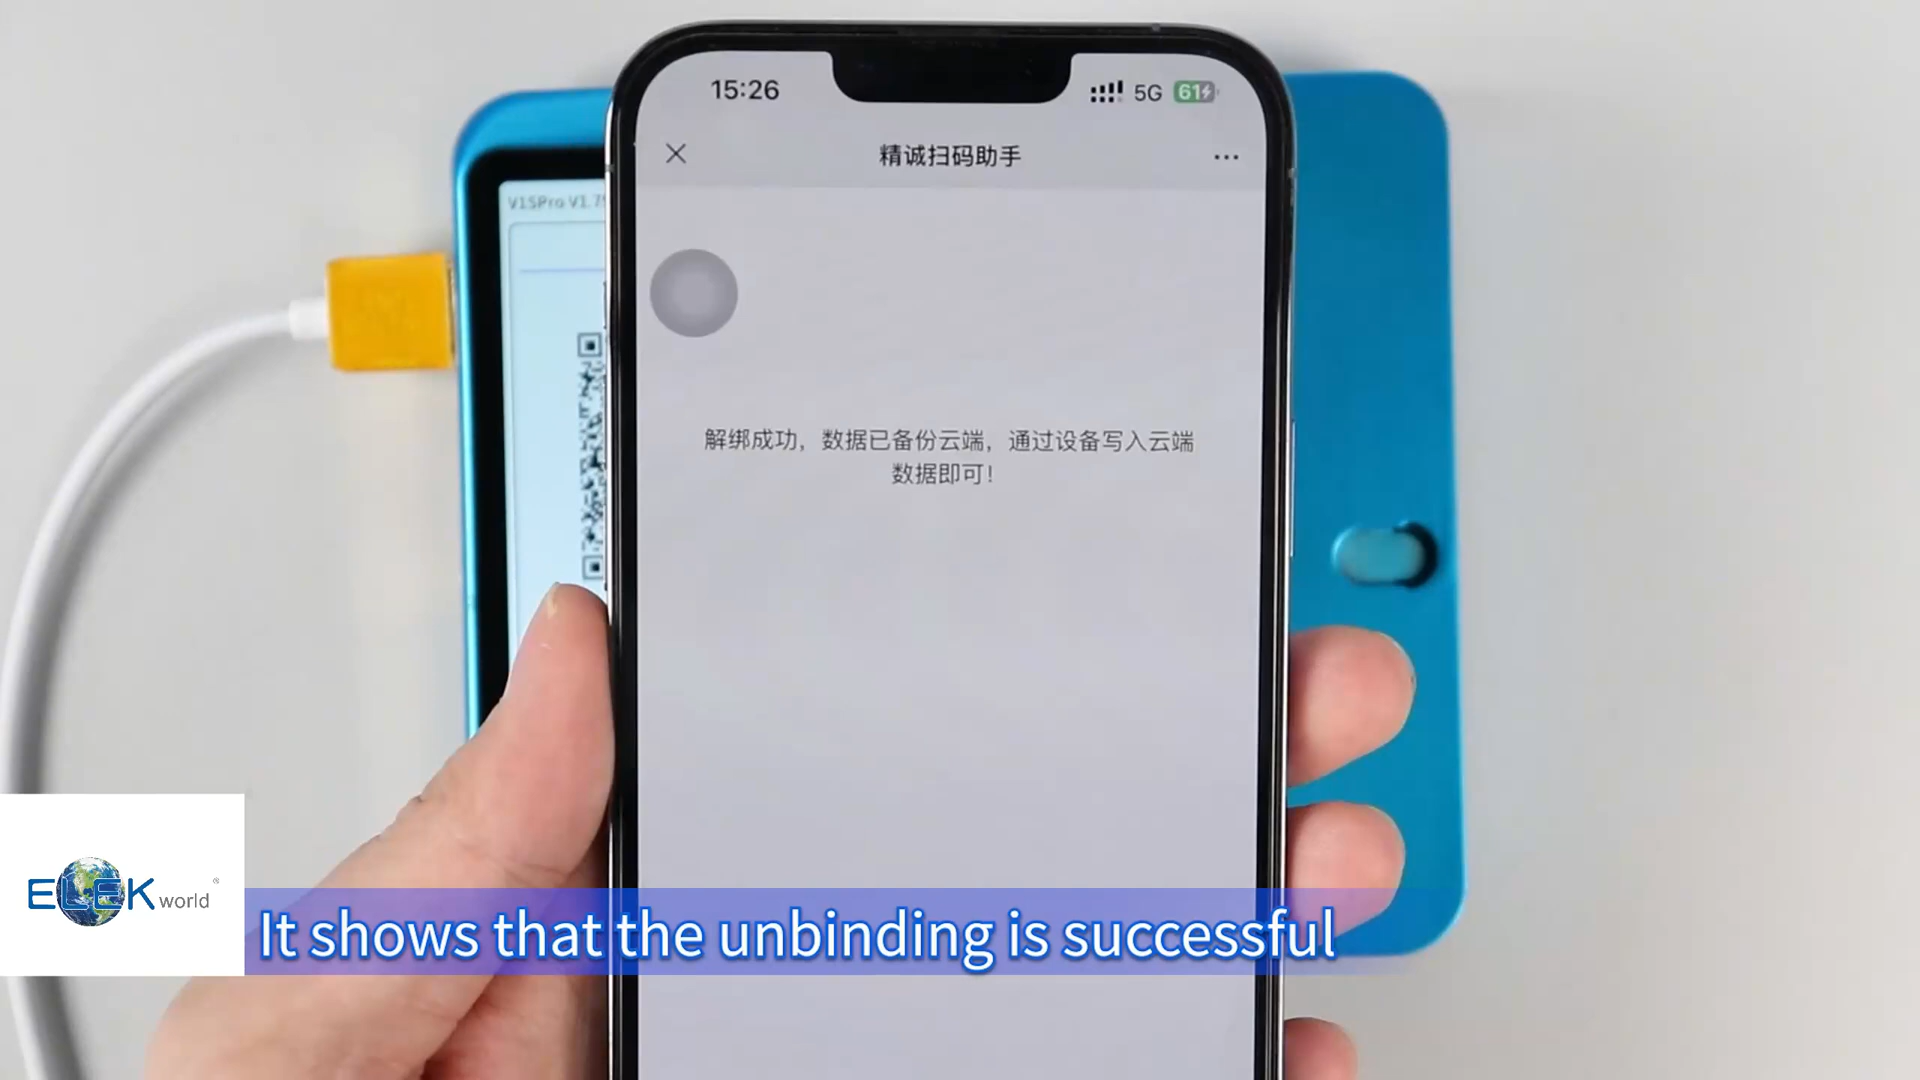 15:26
5G
61
精诚扫码助手
V1SPro V1.7
解绑成功，数据已备份云端，通过设备写入云端
数据即可！
ELEK world ®
It shows that the unbinding is successful